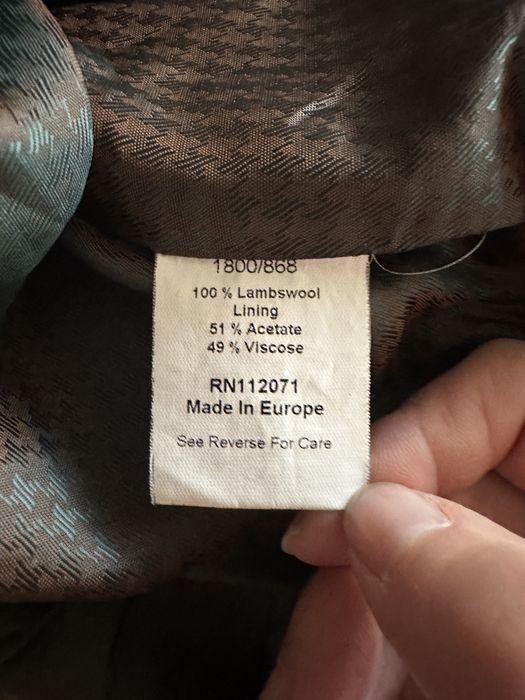 1800/868
100 % Lambswool
Lining
51 % Acetate
49 % Viscose
RN112071
Made In Europe
See Reverse For Care